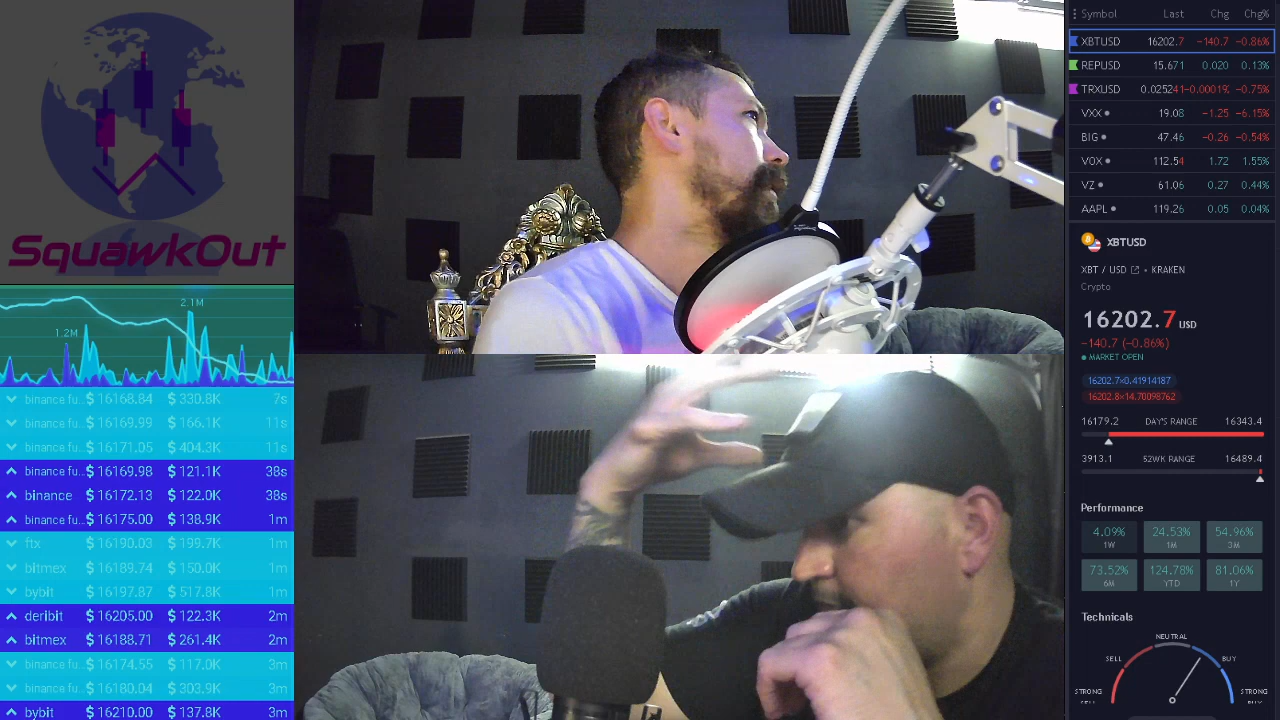 SquawkOut
2.1M
1.2M
binance fu.. $ 16168.84 $ 330.8K 7s
binance fu.. $ 16169.99 $ 166.1K 11s
binance fu.. $ 16171.05 $ 404.3K 11s
binance fu.. $ 16169.98 $ 121.1K 38s
binance $ 16172.13 $ 122.0K 38s
binance fu.. $ 16175.00 $ 138.9K 1m
ftx $ 16190.03 $ 199.7K 1m
bitmex $ 16189.74 $ 150.0K 1m
bybit $ 16197.87 $ 517.8K 1m
deribit $ 16205.00 $ 122.3K 2m
bitmex $ 16188.71 $ 261.4K 2m
binance fu.. $ 16174.55 $ 117.0K 3m
binance fu.. $ 16180.04 $ 303.9K 3m
bybit $ 16210.00 $ 137.8K 3m
Symbol Last Chg Chg%
XBTUSD 16202.7 -140.7 -0.86%
REPUSD 15.671 0.020 0.13%
TRXUSD 0.025241 -0.00019 -0.75%
VXX 19.08 -1.25 -6.15%
BIG 47.46 -0.26 -0.54%
VOX 112.54 1.72 1.55%
VZ 61.06 0.27 0.44%
AAPL 119.26 0.05 0.04%
XBTUSD
XBT / USD • KRAKEN
Crypto
16202.7 USD
-140.7 (-0.86%)
MARKET OPEN
16202.7×0.41914187
16202.8×14.70098762
16179.2 DAY'S RANGE 16343.4
3913.1 52WK RANGE 16489.4
Performance
4.09% 24.53% 54.96%
1W 1M 3M
73.52% 124.78% 81.06%
6M YTD 1Y
Technicals
NEUTRAL
SELL BUY
STRONG STRONG